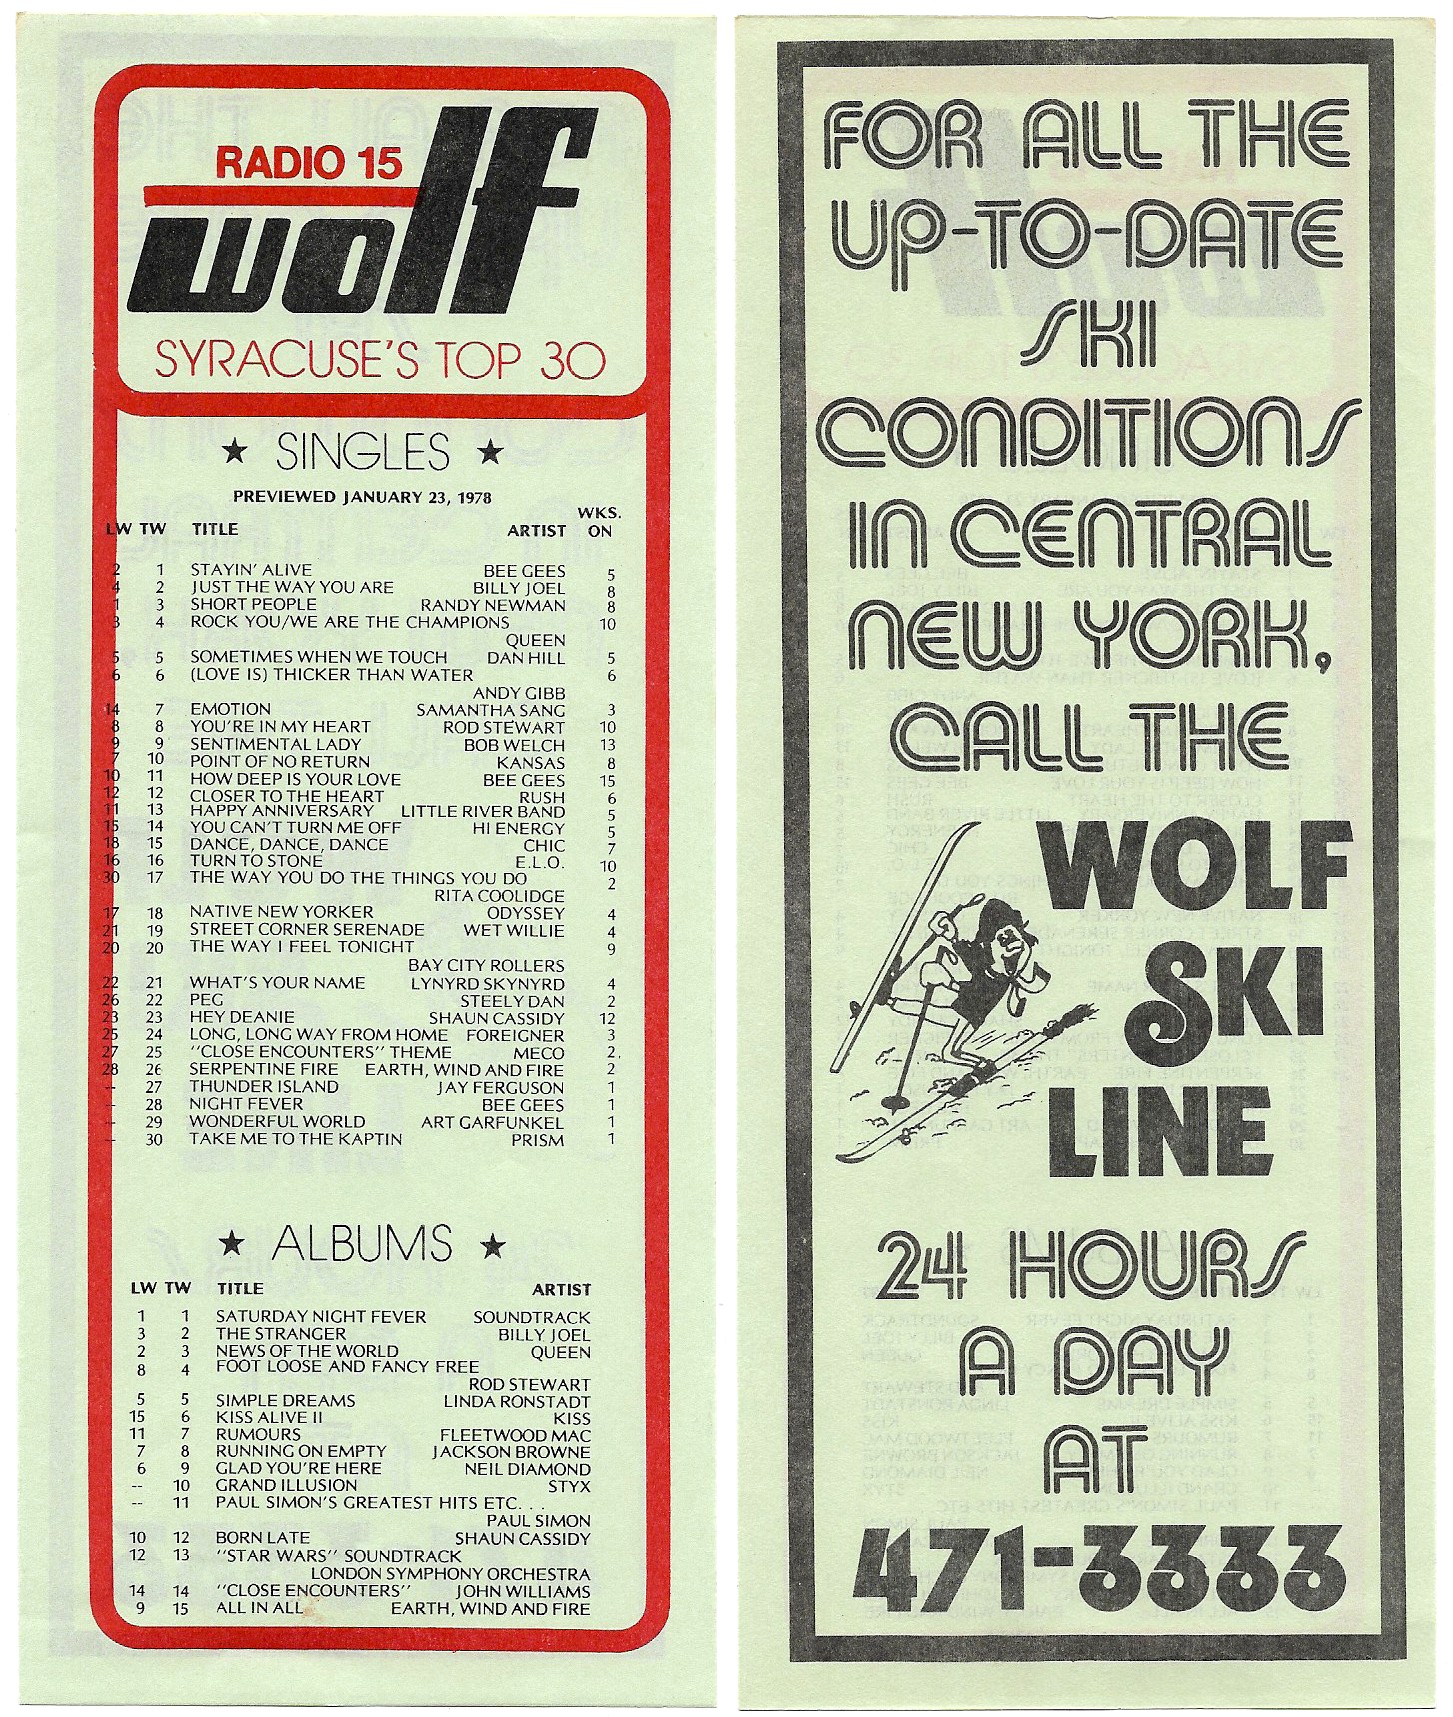 RADIO 15
wolf
SYRACUSE'S TOP 30
★ SINGLES ★
PREVIEWED JANUARY 23, 1978
WKS.
LW TW TITLE ARTIST ON
2 1 STAYIN' ALIVE BEE GEES 5
4 2 JUST THE WAY YOU ARE BILLY JOEL 8
1 3 SHORT PEOPLE RANDY NEWMAN 8
3 4 ROCK YOU/WE ARE THE CHAMPIONS 10
QUEEN
5 5 SOMETIMES WHEN WE TOUCH DAN HILL 5
6 6 (LOVE IS) THICKER THAN WATER 6
ANDY GIBB
14 7 EMOTION SAMANTHA SANG 3
8 8 YOU'RE IN MY HEART ROD STEWART 10
9 9 SENTIMENTAL LADY BOB WELCH 13
7 10 POINT OF NO RETURN KANSAS 8
10 11 HOW DEEP IS YOUR LOVE BEE GEES 15
12 12 CLOSER TO THE HEART RUSH 6
11 13 HAPPY ANNIVERSARY LITTLE RIVER BAND 5
15 14 YOU CAN'T TURN ME OFF HI ENERGY 5
18 15 DANCE, DANCE, DANCE CHIC 7
16 16 TURN TO STONE E.L.O. 10
30 17 THE WAY YOU DO THE THINGS YOU DO 2
RITA COOLIDGE
17 18 NATIVE NEW YORKER ODYSSEY 4
21 19 STREET CORNER SERENADE WET WILLIE 4
20 20 THE WAY I FEEL TONIGHT 9
BAY CITY ROLLERS
22 21 WHAT'S YOUR NAME LYNYRD SKYNYRD 4
26 22 PEG STEELY DAN 2
23 23 HEY DEANIE SHAUN CASSIDY 12
25 24 LONG, LONG WAY FROM HOME FOREIGNER 3
27 25 "CLOSE ENCOUNTERS" THEME MECO 2
28 26 SERPENTINE FIRE EARTH, WIND AND FIRE 2
-- 27 THUNDER ISLAND JAY FERGUSON 1
-- 28 NIGHT FEVER BEE GEES 1
-- 29 WONDERFUL WORLD ART GARFUNKEL 1
-- 30 TAKE ME TO THE KAPTIN PRISM 1
★ ALBUMS ★
LW TW TITLE ARTIST
1 1 SATURDAY NIGHT FEVER SOUNDTRACK
3 2 THE STRANGER BILLY JOEL
2 3 NEWS OF THE WORLD QUEEN
8 4 FOOT LOOSE AND FANCY FREE
ROD STEWART
5 5 SIMPLE DREAMS LINDA RONSTADT
15 6 KISS ALIVE II KISS
11 7 RUMOURS FLEETWOOD MAC
7 8 RUNNING ON EMPTY JACKSON BROWNE
6 9 GLAD YOU'RE HERE NEIL DIAMOND
-- 10 GRAND ILLUSION STYX
-- 11 PAUL SIMON'S GREATEST HITS ETC. . .
PAUL SIMON
10 12 BORN LATE SHAUN CASSIDY
12 13 "STAR WARS" SOUNDTRACK
LONDON SYMPHONY ORCHESTRA
14 14 "CLOSE ENCOUNTERS" JOHN WILLIAMS
9 15 ALL IN ALL EARTH, WIND AND FIRE
FOR ALL THE
UP-TO-DATE
SKI
CONDITIONS
IN CENTRAL
NEW YORK,
CALL THE
WOLF
SKI
LINE
24 HOURS
A DAY
AT
471-3333